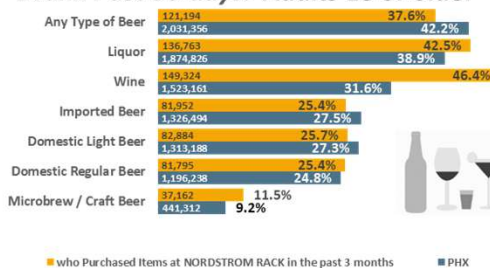 Any Type of Beer
121,194 37.6%
2,031,356 42.2%
Liquor
136,763 42.5%
1,874,826 38.9%
Wine
149,324 46.4%
1,523,161 31.6%
Imported Beer
81,952 25.4%
1,326,494 27.5%
Domestic Light Beer
82,884 25.7%
1,313,188 27.3%
Domestic Regular Beer
81,795 25.4%
1,196,238 24.8%
Microbrew / Craft Beer
37,162 11.5%
441,312 9.2%
who Purchased Items at NORDSTROM RACK in the past 3 months PHX